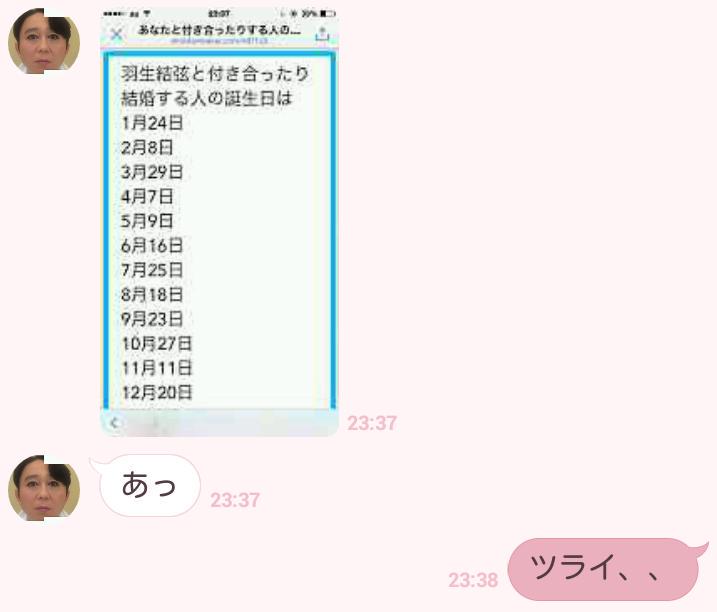 23:37
あなたと付き合ったりする人の...
羽生結弦と付き合ったり
結婚する人の誕生日は
1月24日
2月8日
3月29日
4月7日
5月9日
6月16日
7月25日
8月18日
9月23日
10月27日
11月11日
12月20日
23:37
あっ
23:37
ツライ、、
23:38